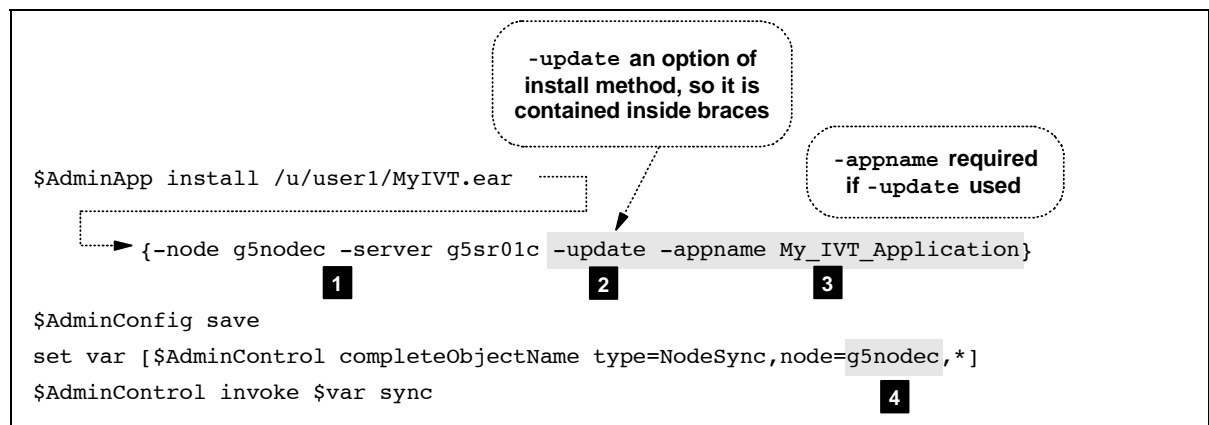 -update an option of
install method, so it is
contained inside braces
-appname required
if -update used
$AdminApp install /u/user1/MyIVT.ear
{-node g5nodec -server g5sr01c -update -appname My_IVT_Application}
1 2 3
$AdminConfig save
set var [$AdminControl completeObjectName type=NodeSync,node=g5nodec,*]
$AdminControl invoke $var sync
4